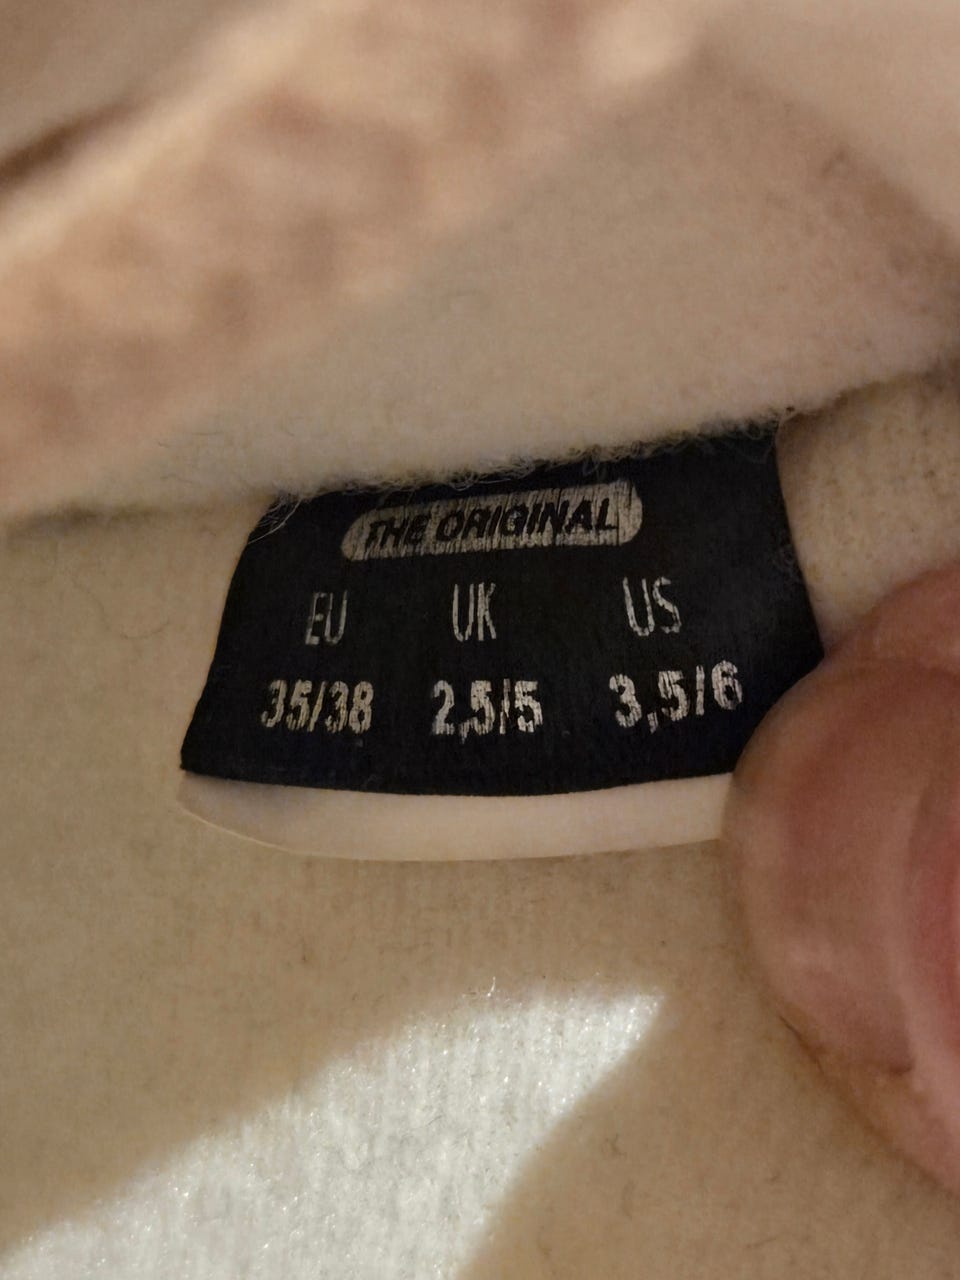 THE ORIGINAL
EU UK US
35/38 2,5/5 3,5/6